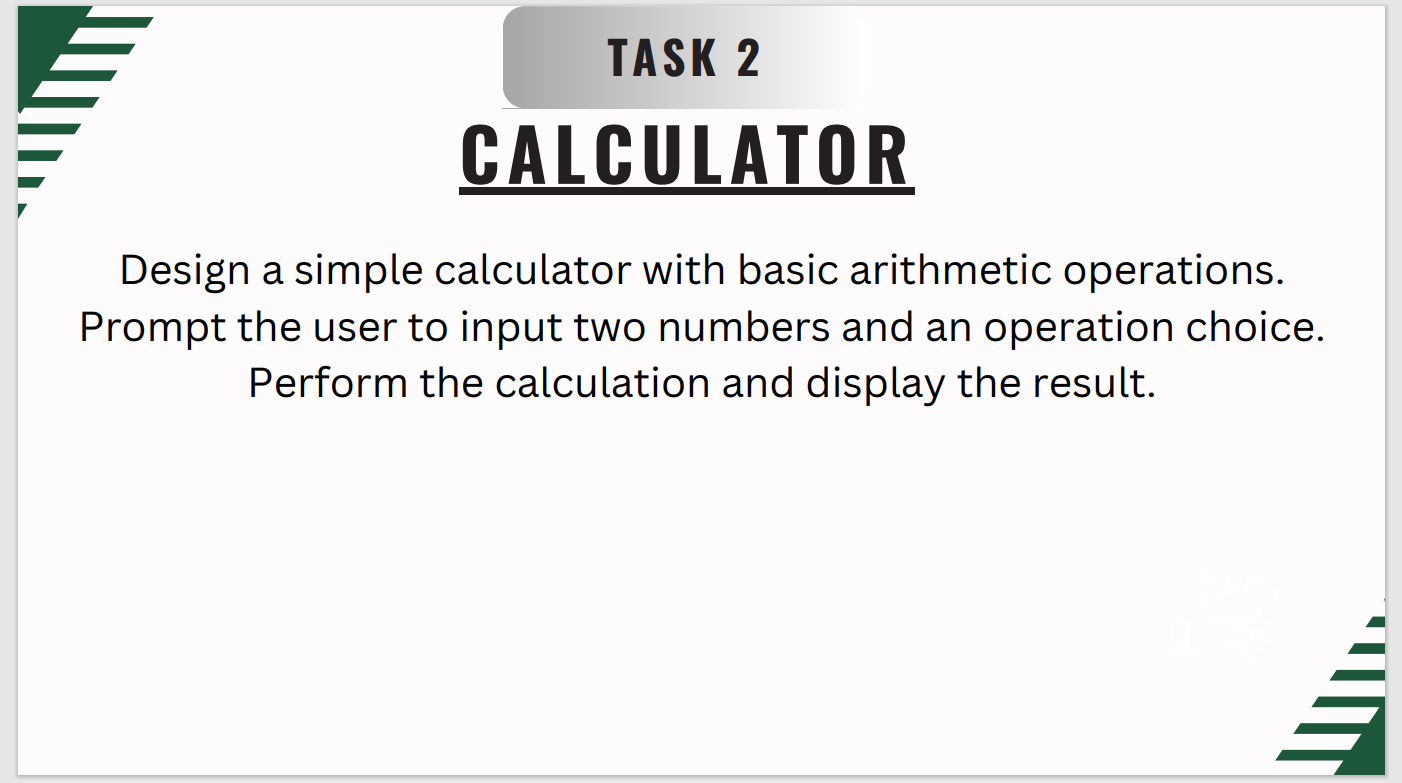 TASK 2
CALCULATOR
Design a simple calculator with basic arithmetic operations.
Prompt the user to input two numbers and an operation choice.
Perform the calculation and display the result.